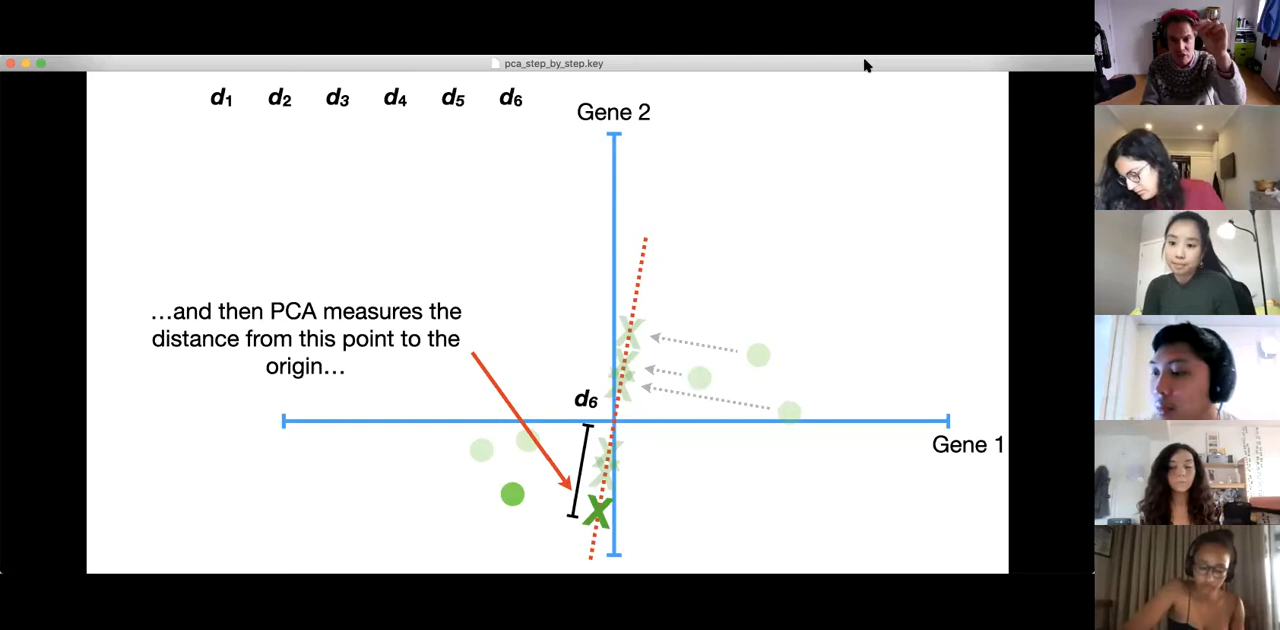 pca_step_by_step.key
d1 d2 d3 d4 d5 d6
Gene 2
…and then PCA measures the
distance from this point to the
origin…
d6
Gene 1
X